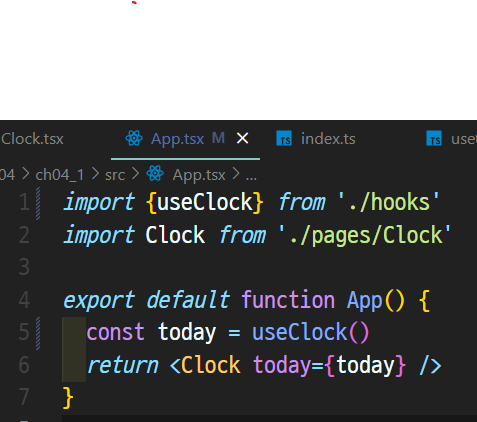 Clock.tsx App.tsx M × TS index.ts TS uset
04 > ch04_1 > src > App.tsx > ...
1 import {useClock} from './hooks'
2 import Clock from './pages/Clock'
3
4 export default function App() {
5 const today = useClock()
6 return <Clock today={today} />
7 }